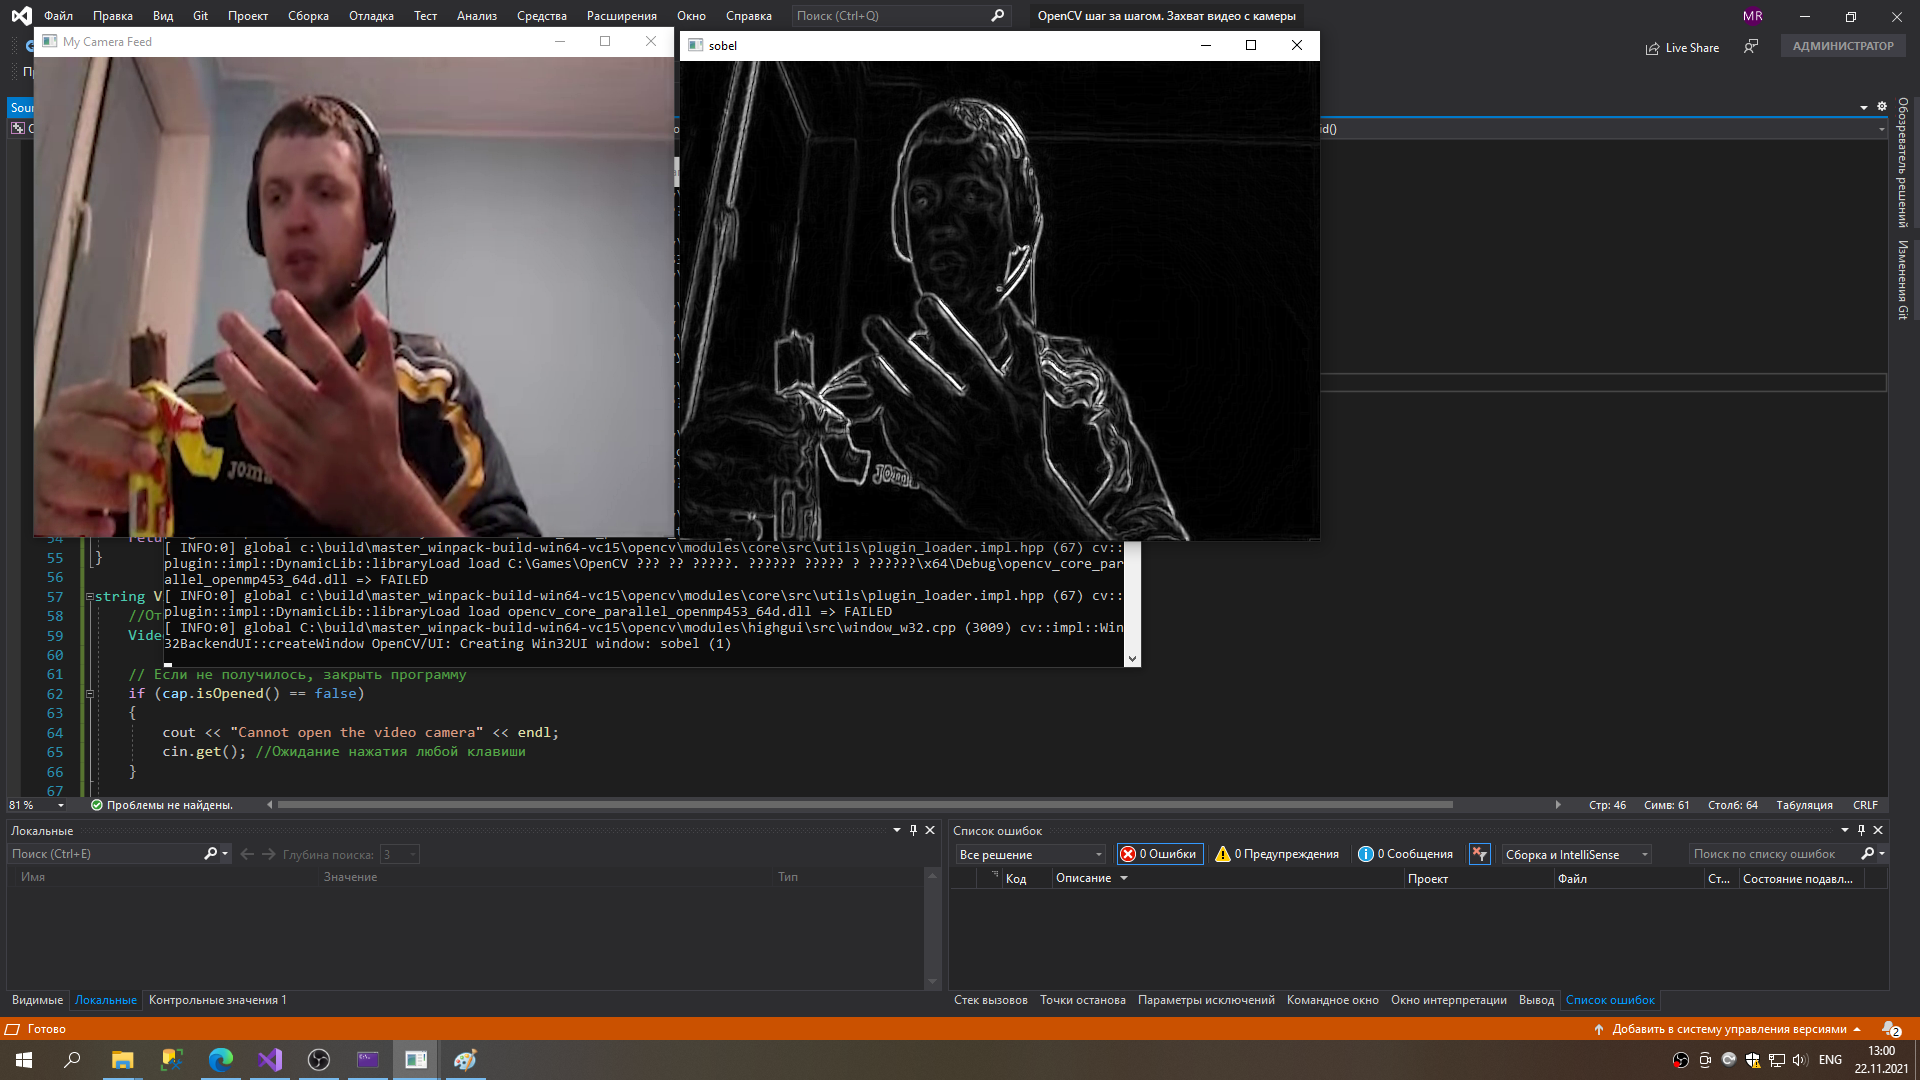 Файл Правка Вид Git Проект Сборка Отладка Тест Анализ Средства Расширения Окно Справка Поиск (Ctrl+Q) OpenCV шаг за шагом. Захват видео с камеры MR
My Camera Feed
sobel
Live Share
АДМИНИСТРАТОР
Sour
id()
Обозреватель решений
Изменения Git
joma
54
55 }
[ INFO:0] global c:\build\master_winpack-build-win64-vc15\opencv\modules\core\src\utils\plugin_loader.impl.hpp (67) cv::
plugin::impl::DynamicLib::libraryLoad load C:\Games\OpenCV ??? ?? ?????. ?????? ????? ? ??????\x64\Debug\opencv_core_par
allel_openmp453_64d.dll => FAILED
[ INFO:0] global c:\build\master_winpack-build-win64-vc15\opencv\modules\core\src\utils\plugin_loader.impl.hpp (67) cv::
plugin::impl::DynamicLib::libraryLoad load opencv_core_parallel_openmp453_64d.dll => FAILED
[ INFO:0] global C:\build\master_winpack-build-win64-vc15\opencv\modules\highgui\src\window_w32.cpp (3009) cv::impl::Win
32BackendUI::createWindow OpenCV/UI: Creating Win32UI window: sobel (1)
56
57 string V
58 //От
59 Vide
60
61 // Если не получилось, закрыть программу
62 if (cap.isOpened() == false)
63 {
64 cout << "Cannot open the video camera" << endl;
65 cin.get(); //Ожидание нажатия любой клавиши
66 }
67
81 % Проблемы не найдены. Стр: 46 Симв: 61 Столб: 64 Табуляция CRLF
Локальные
Поиск (Ctrl+E) Глубина поиска: 3
Имя Значение Тип
Видимые Локальные Контрольные значения 1
Список ошибок
Все решение 0 Ошибки 0 Предупреждения 0 Сообщения Сборка и IntelliSense Поиск по списку ошибок
Код Описание Проект Файл Ст... Состояние подавл...
Стек вызовов Точки останова Параметры исключений Командное окно Окно интерпретации Вывод Список ошибок
Готово Добавить в систему управления версиями 2
ENG 13:00
22.11.2021